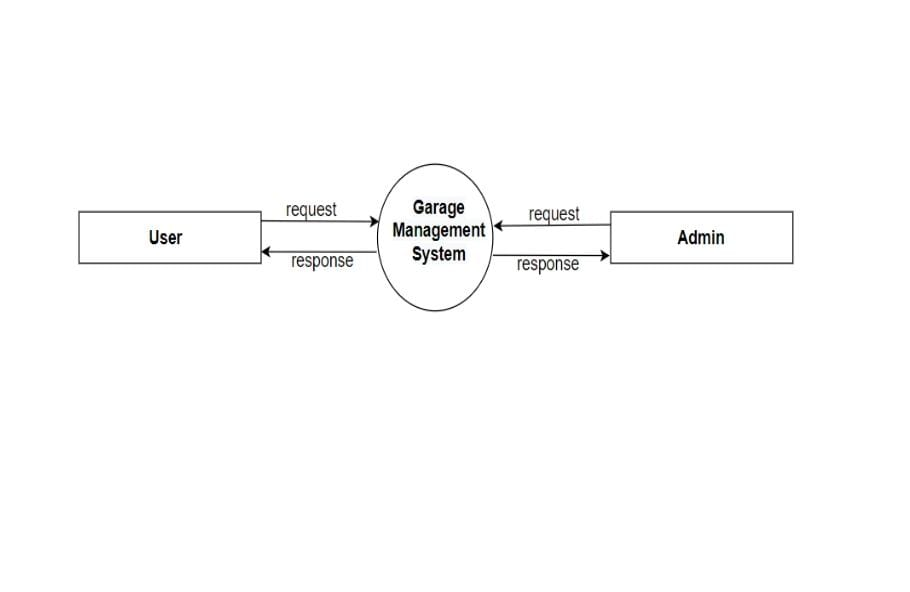 request
User
response
Garage
Management
System
request
response
Admin